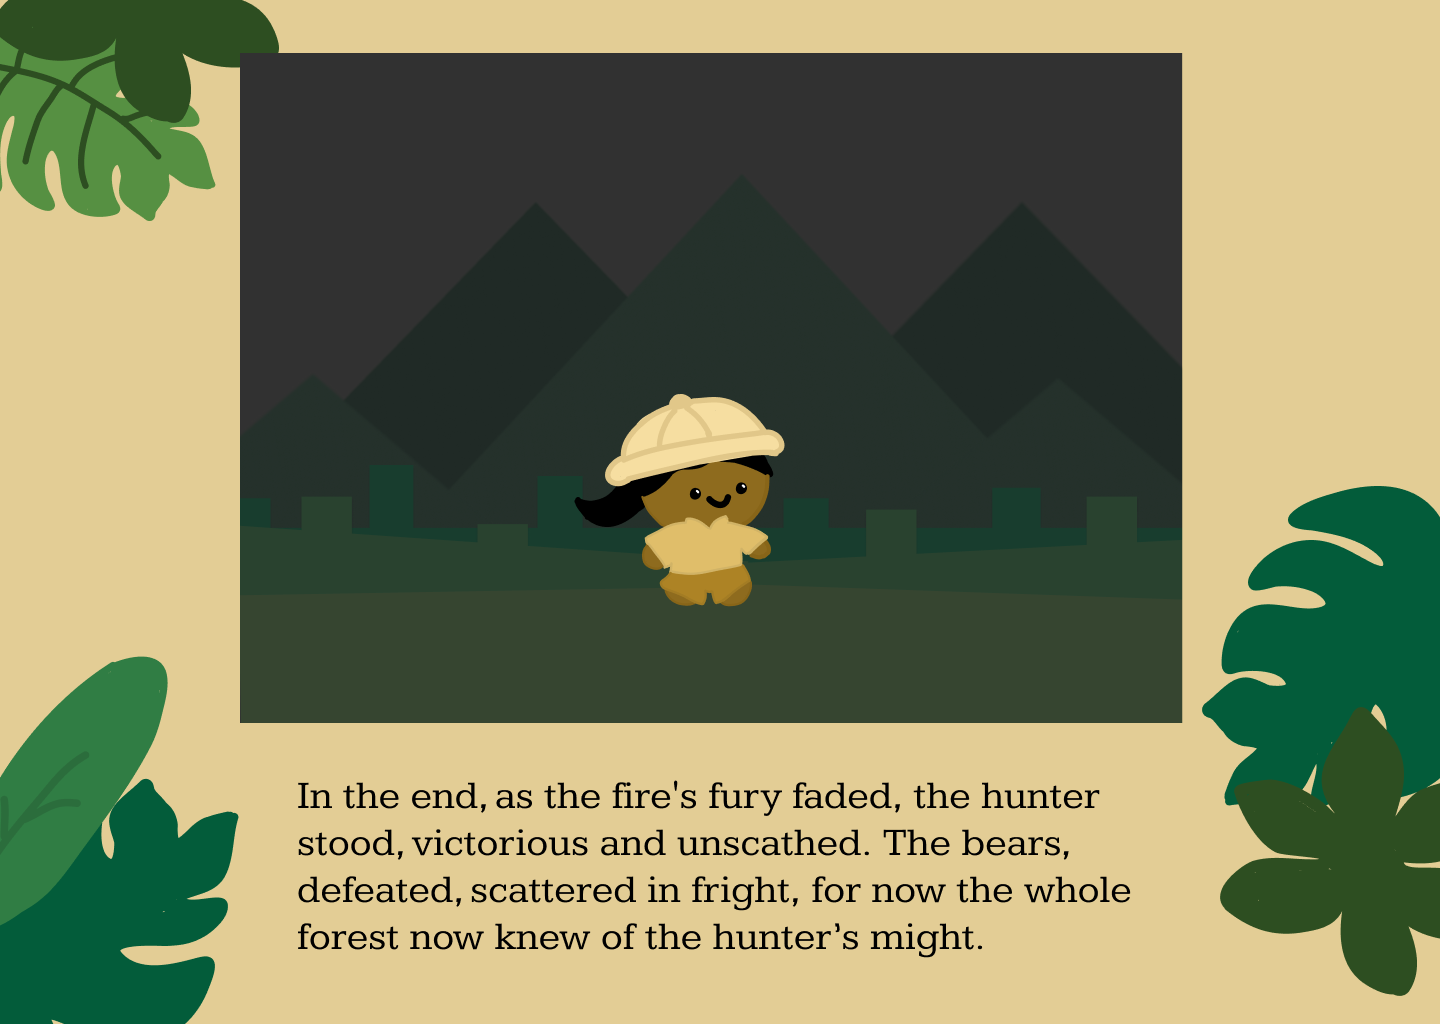 In the end, as the fire's fury faded, the hunter
stood, victorious and unscathed. The bears,
defeated, scattered in fright, for now the whole
forest now knew of the hunter’s might.